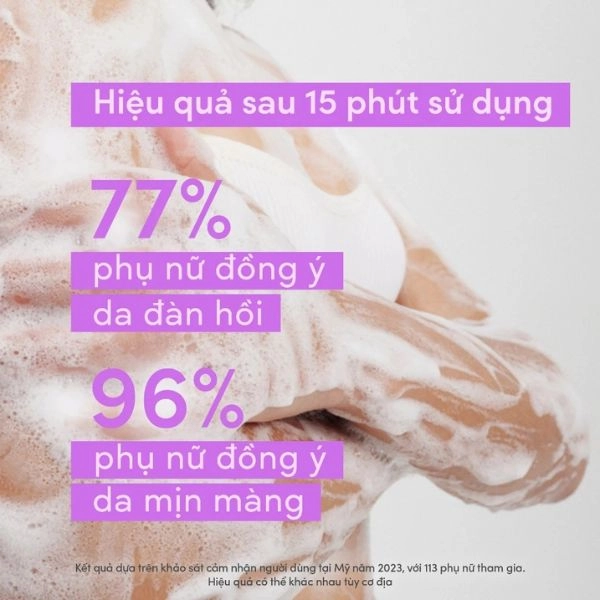 Hiệu quả sau 15 phút sử dụng
77%
phụ nữ đồng ý
da đàn hồi
96%
phụ nữ đồng ý
da mịn màng
Kết quả dựa trên khảo sát cảm nhận người dùng tại Mỹ năm 2023, với 113 phụ nữ tham gia.
Hiệu quả có thể khác nhau tùy cơ địa